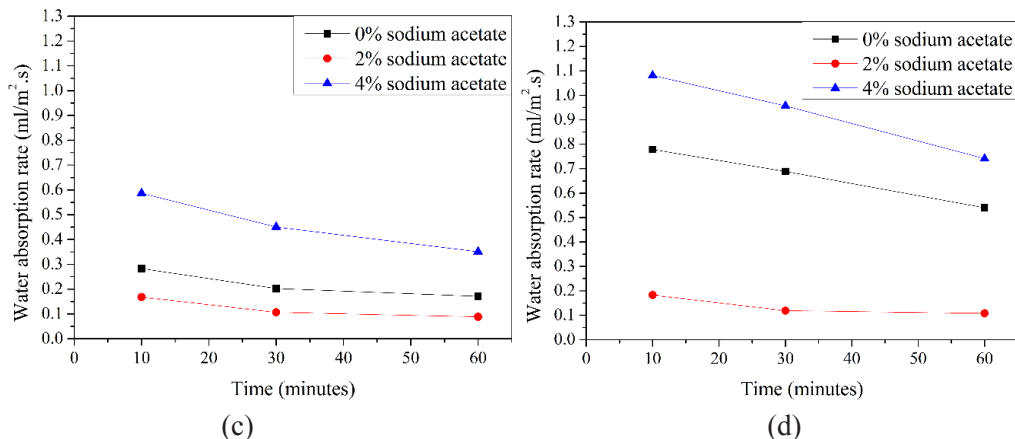 1.3
1.2
1.1
1.0
0.9
0.8
0.7
0.6
0.5
0.4
0.3
0.2
0.1
0.0
Water absorption rate (ml/m².s)
0% sodium acetate
2% sodium acetate
4% sodium acetate
0 10 20 30 40 50 60
Time (minutes)
(c)
1.3
1.2
1.1
1.0
0.9
0.8
0.7
0.6
0.5
0.4
0.3
0.2
0.1
0.0
Water absorption rate (ml/m².s)
0% sodium acetate
2% sodium acetate
4% sodium acetate
0 10 20 30 40 50 60
Time (minutes)
(d)